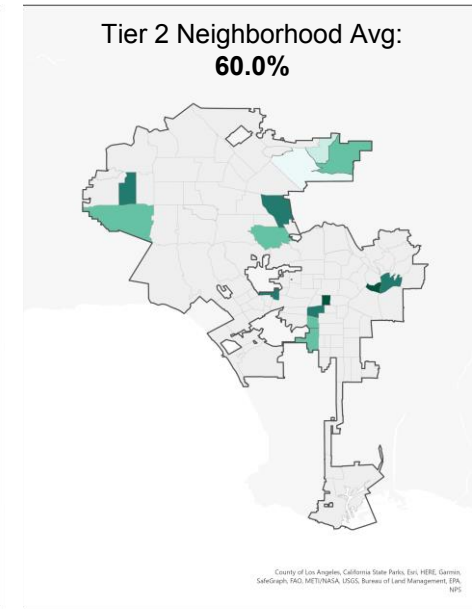 Tier 2 Neighborhood Avg:
60.0%
County of Los Angeles, California State Parks, Esri, HERE, Garmin,
SafeGraph, FAO, METI/NASA, USGS, Bureau of Land Management, EPA,
NPS